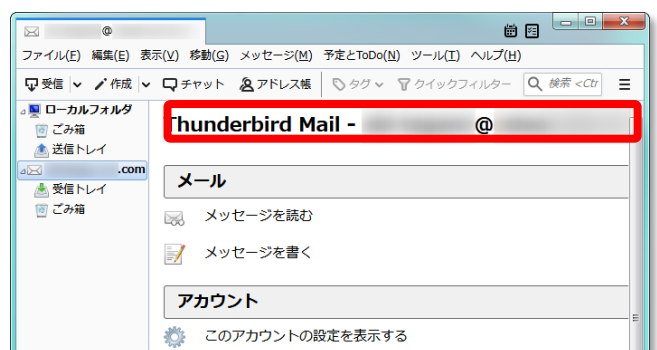 @
ファイル(F) 編集(E) 表示(V) 移動(G) メッセージ(M) 予定とToDo(N) ツール(T) ヘルプ(H)
受信 作成 チャット アドレス帳 タグ クイックフィルター 検索 <Ctr
ローカルフォルダ
ごみ箱
送信トレイ
.com
受信トレイ
ごみ箱
Thunderbird Mail - @
メール
メッセージを読む
メッセージを書く
アカウント
このアカウントの設定を表示する